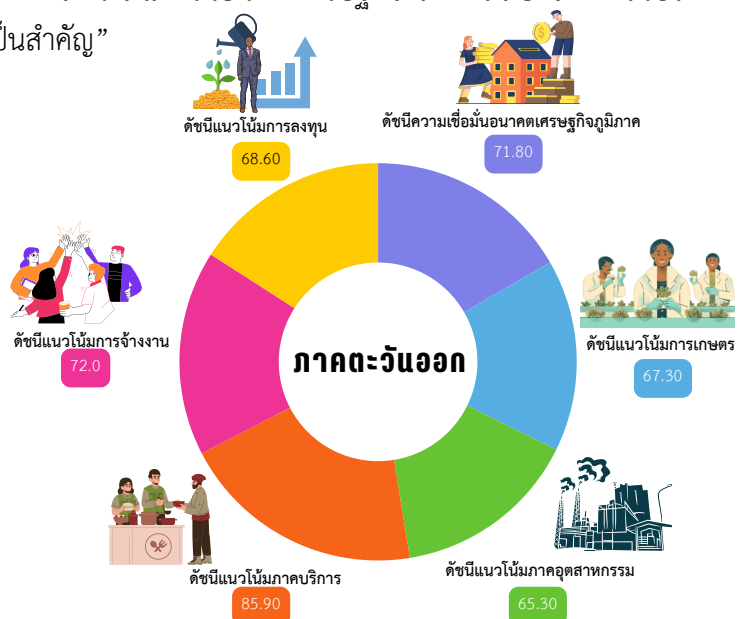 ป็นสำคัญ”
ดัชนีแนวโน้มการลงทุน
68.60
ดัชนีความเชื่อมั่นอนาคตเศรษฐกิจภูมิภาค
71.80
ดัชนีแนวโน้มการจ้างงาน
72.0
ภาคตะวันออก
ดัชนีแนวโน้มการเกษตร
67.30
ดัชนีแนวโน้มภาคบริการ
85.90
ดัชนีแนวโน้มภาคอุตสาหกรรม
65.30